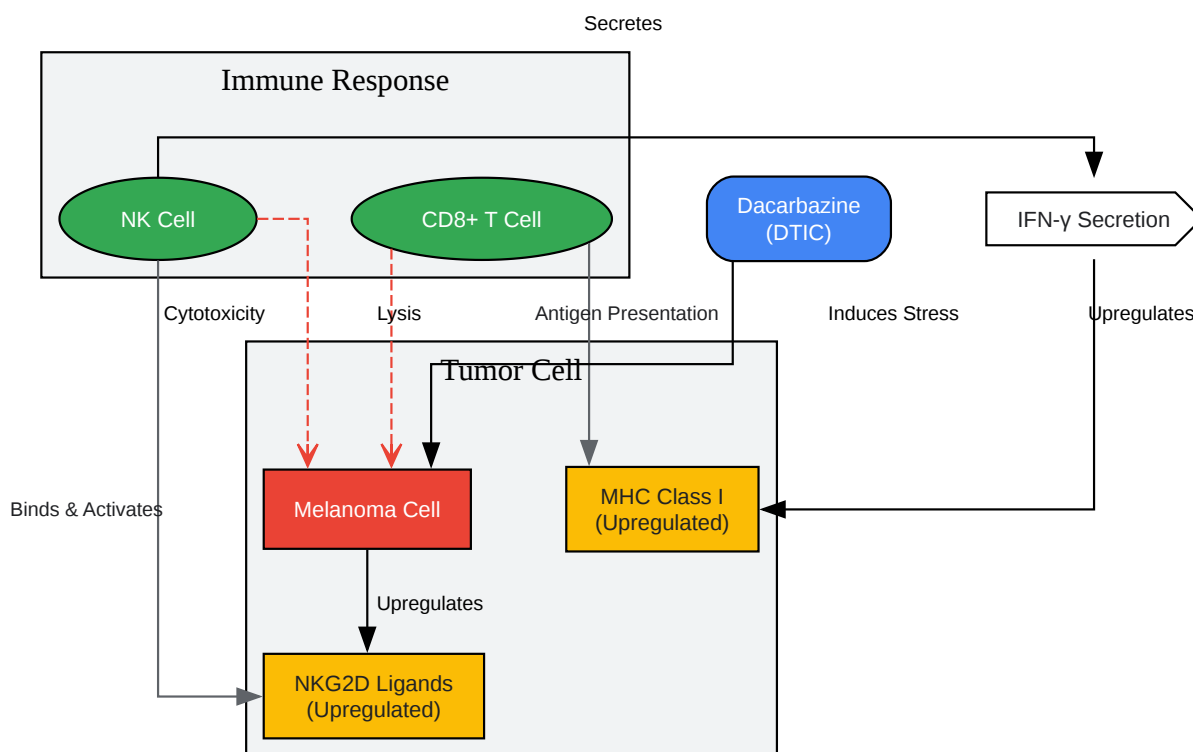 Secretes
Immune Response
NK Cell
CD8+ T Cell
Dacarbazine
(DTIC)
IFN-γ Secretion
Cytotoxicity
Lysis
Antigen Presentation
Induces Stress
Upregulates
Tumor Cell
Melanoma Cell
MHC Class I
(Upregulated)
Binds & Activates
Upregulates
NKG2D Ligands
(Upregulated)